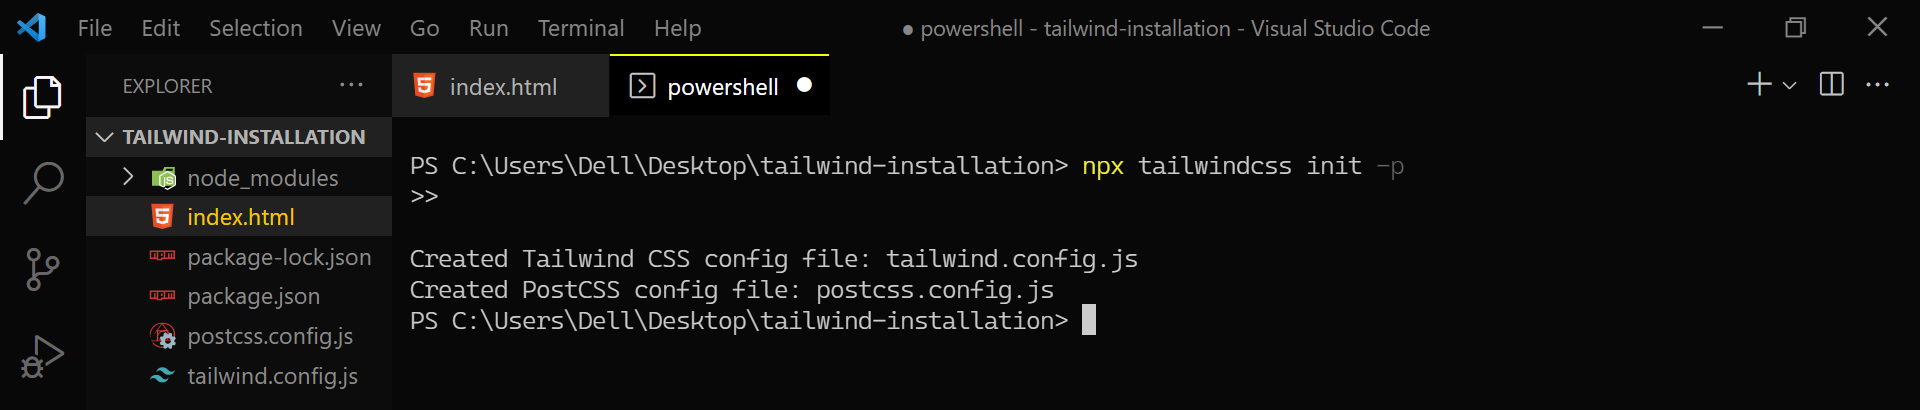 File Edit Selection View Go Run Terminal Help
● powershell - tailwind-installation - Visual Studio Code
EXPLORER ···
index.html
powershell
TAILWIND-INSTALLATION
node_modules
index.html
package-lock.json
package.json
postcss.config.js
tailwind.config.js
PS C:\Users\Dell\Desktop\tailwind-installation> npx tailwindcss init -p
>>
Created Tailwind CSS config file: tailwind.config.js
Created PostCSS config file: postcss.config.js
PS C:\Users\Dell\Desktop\tailwind-installation>